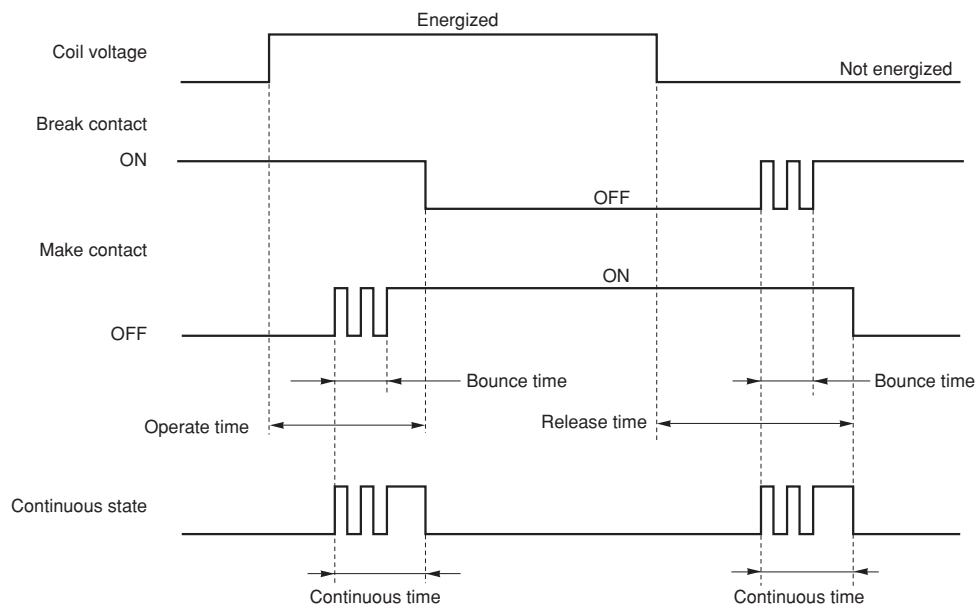 Energized
Coil voltage
Not energized
Break contact
ON
OFF
Make contact
ON
OFF
Bounce time
Bounce time
Operate time
Release time
Continuous state
Continuous time
Continuous time